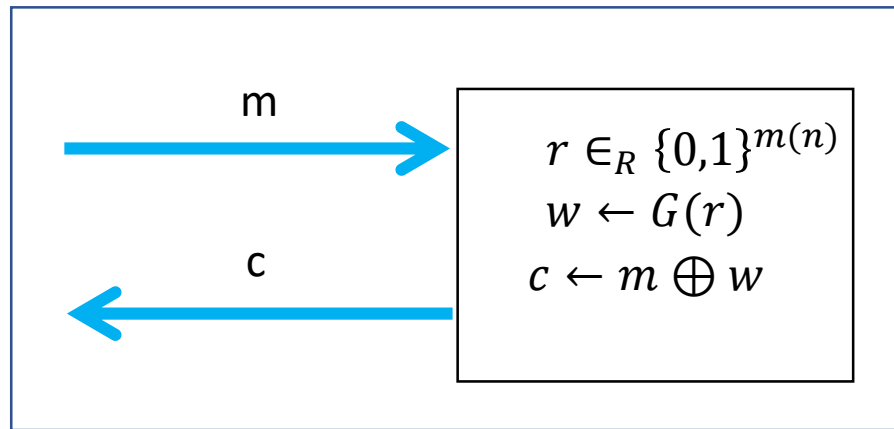 m
r ∈_R {0,1}^{m(n)}
w ← G(r)
c
c ← m ⊕ w